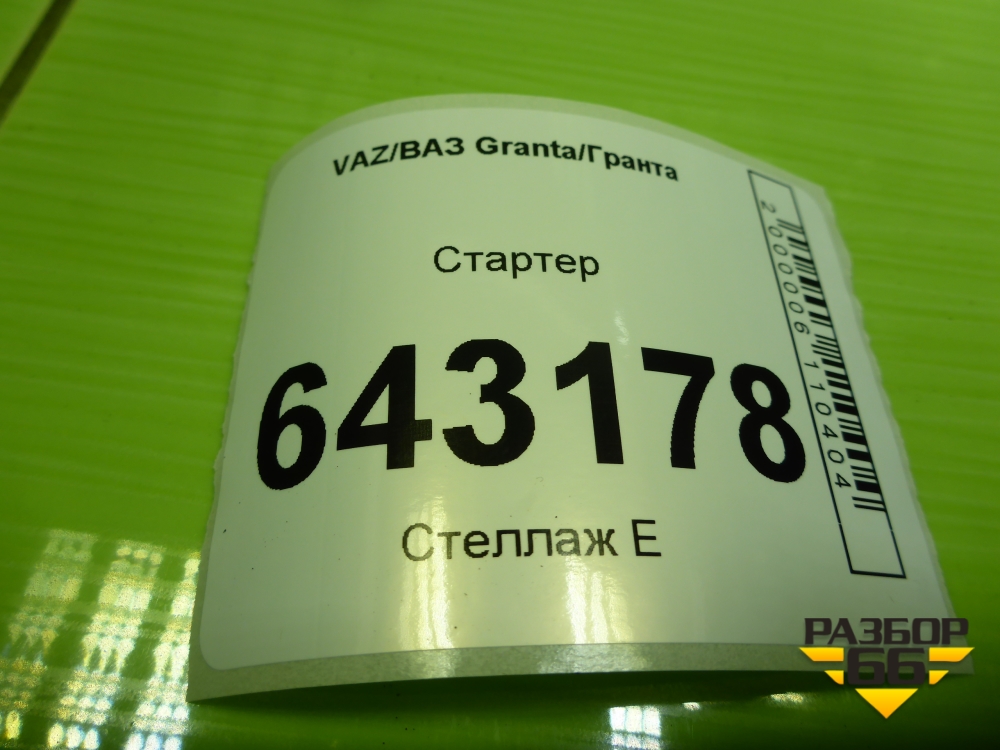 VAZ/ВАЗ Granta/Гранта
Стартер
643178
Стеллаж Е
2000006110404
РАЗБОР
66